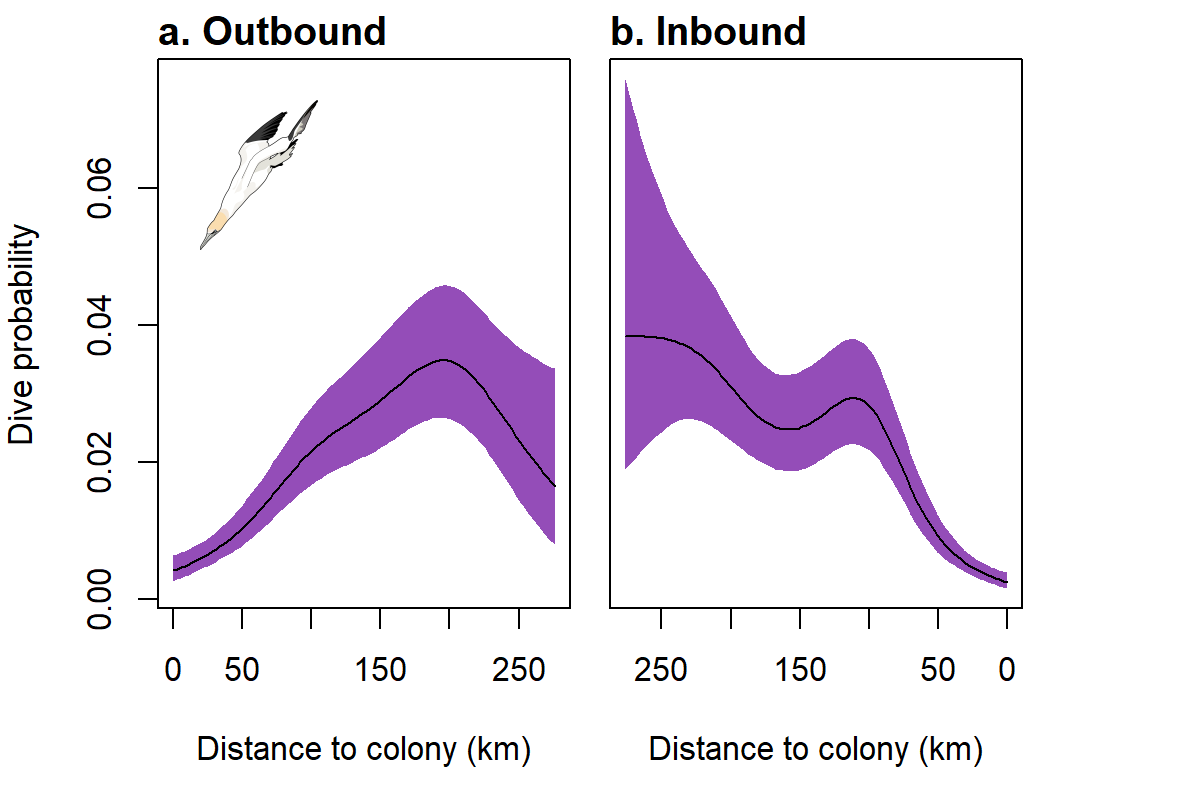 a. Outbound
b. Inbound
Dive probability
0.06
0.04
0.02
0.00
0 50 150 250
250 150 50 0
Distance to colony (km)
Distance to colony (km)